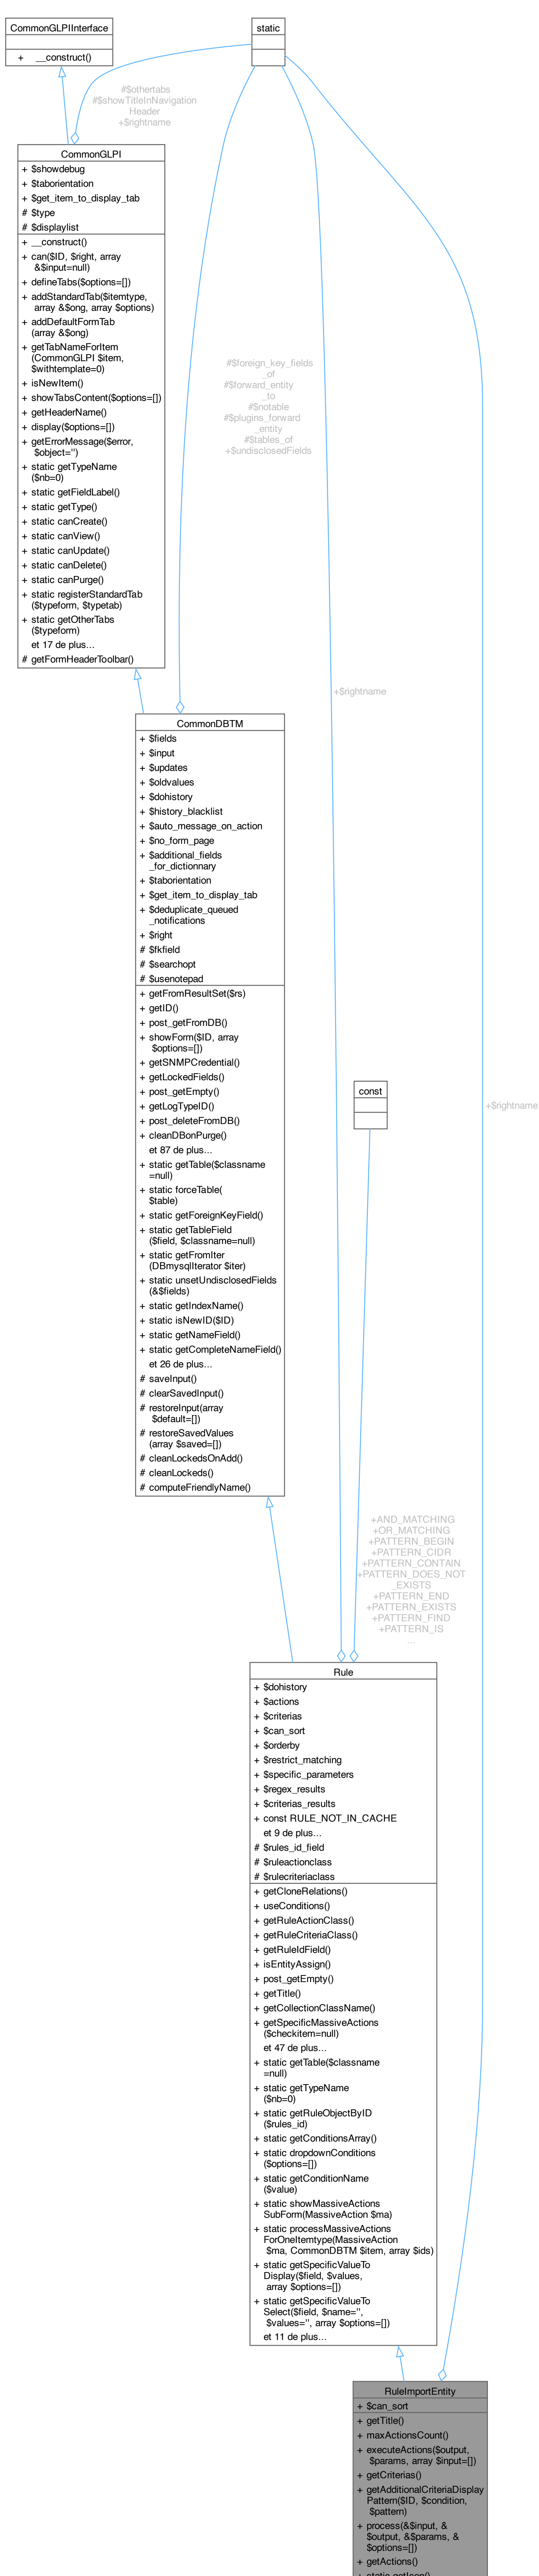 CommonGLPIInterface
+ __construct()
static
#$othertabs
#$showTitleInNavigation
Header
+$rightname
CommonGLPI
+ $showdebug
+ $taborientation
+ $get_item_to_display_tab
# $type
# $displaylist
+ __construct()
+ can($ID, $right, array
&$input=null)
+ defineTabs($options=[])
+ addStandardTab($itemtype,
array &$ong, array $options)
+ addDefaultFormTab
(array &$ong)
+ getTabNameForItem
(CommonGLPI $item,
$withtemplate=0)
+ isNewItem()
+ showTabsContent($options=[])
+ getHeaderName()
+ display($options=[])
+ getErrorMessage($error,
$object='')
+ static getTypeName
($nb=0)
+ static getFieldLabel()
+ static getType()
+ static canCreate()
+ static canView()
+ static canUpdate()
+ static canDelete()
+ static canPurge()
+ static registerStandardTab
($typeform, $typetab)
+ static getOtherTabs
($typeform)
et 17 de plus...
# getFormHeaderToolbar()
#$foreign_key_fields
_of
#$forward_entity
_to
#$notable
#$plugins_forward
_entity
#$tables_of
+$undisclosedFields
+$rightname
CommonDBTM
+ $fields
+ $input
+ $updates
+ $oldvalues
+ $dohistory
+ $history_blacklist
+ $auto_message_on_action
+ $no_form_page
+ $additional_fields
_for_dictionnary
+ $taborientation
+ $get_item_to_display_tab
+ $deduplicate_queued
_notifications
+ $right
# $fkfield
# $searchopt
# $usenotepad
+ getFromResultSet($rs)
+ getID()
+ post_getFromDB()
+ showForm($ID, array
$options=[])
+ getSNMPCredential()
+ getLockedFields()
+ post_getEmpty()
+ getLogTypeID()
+ post_deleteFromDB()
+ cleanDBonPurge()
et 87 de plus...
+ static getTable($classname
=null)
+ static forceTable(
$table)
+ static getForeignKeyField()
+ static getTableField
($field, $classname=null)
+ static getFromIter
(DBmysqlIterator $iter)
+ static unsetUndisclosedFields
(&$fields)
+ static getIndexName()
+ static isNewID($ID)
+ static getNameField()
+ static getCompleteNameField()
et 26 de plus...
# saveInput()
# clearSavedInput()
# restoreInput(array
$default=[])
# restoreSavedValues
(array $saved=[])
# cleanLockedsOnAdd()
# cleanLockeds()
# computeFriendlyName()
const
+$rightname
+AND_MATCHING
+OR_MATCHING
+PATTERN_BEGIN
+PATTERN_CIDR
+PATTERN_CONTAIN
+PATTERN_DOES_NOT
_EXISTS
+PATTERN_END
+PATTERN_EXISTS
+PATTERN_FIND
+PATTERN_IS
...
Rule
+ $dohistory
+ $actions
+ $criterias
+ $can_sort
+ $orderby
+ $restrict_matching
+ $specific_parameters
+ $regex_results
+ $criterias_results
+ const RULE_NOT_IN_CACHE
et 9 de plus...
# $rules_id_field
# $ruleactionclass
# $rulecriteriaclass
+ getCloneRelations()
+ useConditions()
+ getRuleActionClass()
+ getRuleCriteriaClass()
+ getRuleIdField()
+ isEntityAssign()
+ post_getEmpty()
+ getTitle()
+ getCollectionClassName()
+ getSpecificMassiveActions
($checkitem=null)
et 47 de plus...
+ static getTable($classname
=null)
+ static getTypeName
($nb=0)
+ static getRuleObjectByID
($rules_id)
+ static getConditionsArray()
+ static dropdownConditions
($options=[])
+ static getConditionName
($value)
+ static showMassiveActions
SubForm(MassiveAction $ma)
+ static processMassiveActions
ForOneItemtype(MassiveAction
$ma, CommonDBTM $item, array $ids)
+ static getSpecificValueTo
Display($field, $values,
array $options=[])
+ static getSpecificValueTo
Select($field, $name='',
$values='', array $options=[])
et 11 de plus...
RuleImportEntity
+ $can_sort
+ getTitle()
+ maxActionsCount()
+ executeActions($output,
$params, array $input=[])
+ getCriterias()
+ getAdditionalCriteriaDisplay
Pattern($ID, $condition,
$pattern)
+ process(&$input, &
$output, &$params, &
$options=[])
+ getActions()